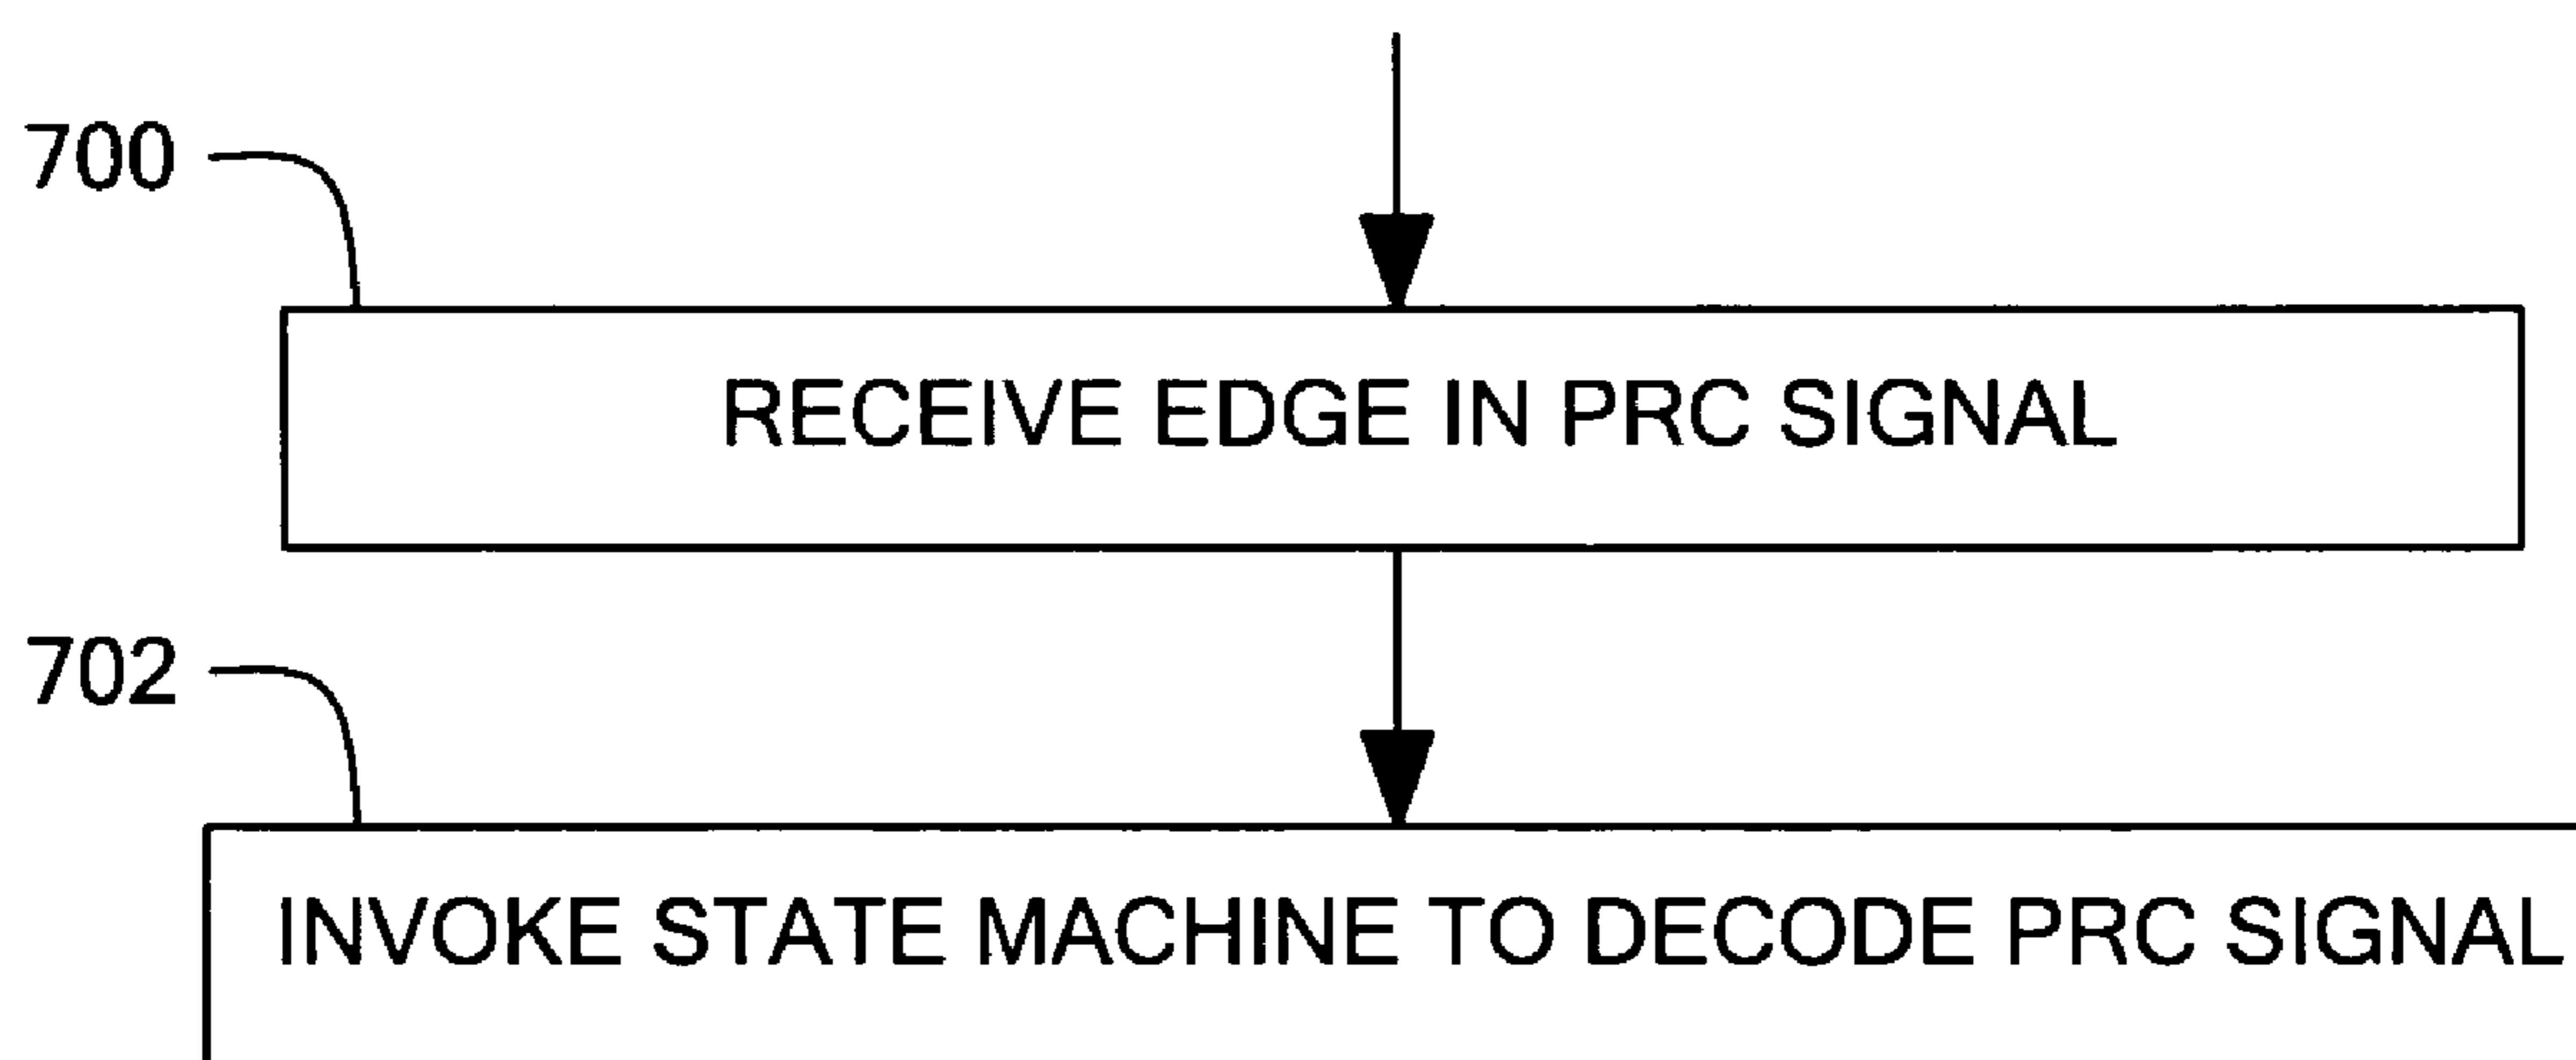 700
RECEIVE EDGE IN PRC SIGNAL
702
INVOKE STATE MACHINE TO DECODE PRC SIGNAL